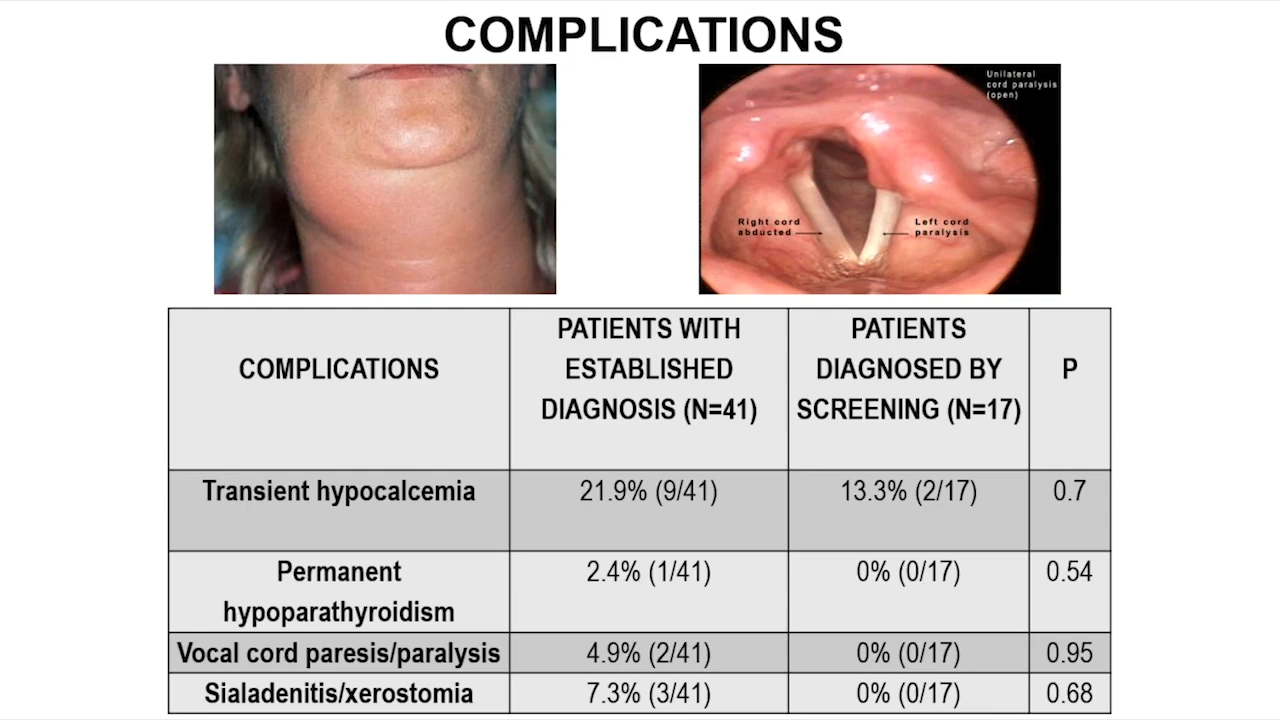 COMPLICATIONS
Unilateral
cord paralysis
(open)
Right cord
abducted
Left cord
paralysis
COMPLICATIONS
PATIENTS WITH
ESTABLISHED
DIAGNOSIS (N=41)
PATIENTS
DIAGNOSED BY
SCREENING (N=17)
P
Transient hypocalcemia 21.9% (9/41) 13.3% (2/17) 0.7
Permanent
hypoparathyroidism
2.4% (1/41) 0% (0/17) 0.54
Vocal cord paresis/paralysis 4.9% (2/41) 0% (0/17) 0.95
Sialadenitis/xerostomia 7.3% (3/41) 0% (0/17) 0.68